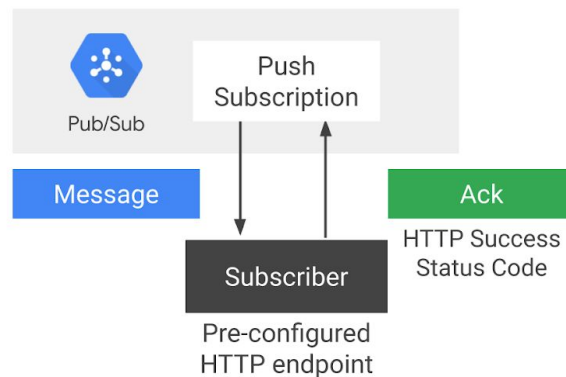 Push
Subscription
Pub/Sub
Message
Ack
HTTP Success
Status Code
Subscriber
Pre-configured
HTTP endpoint